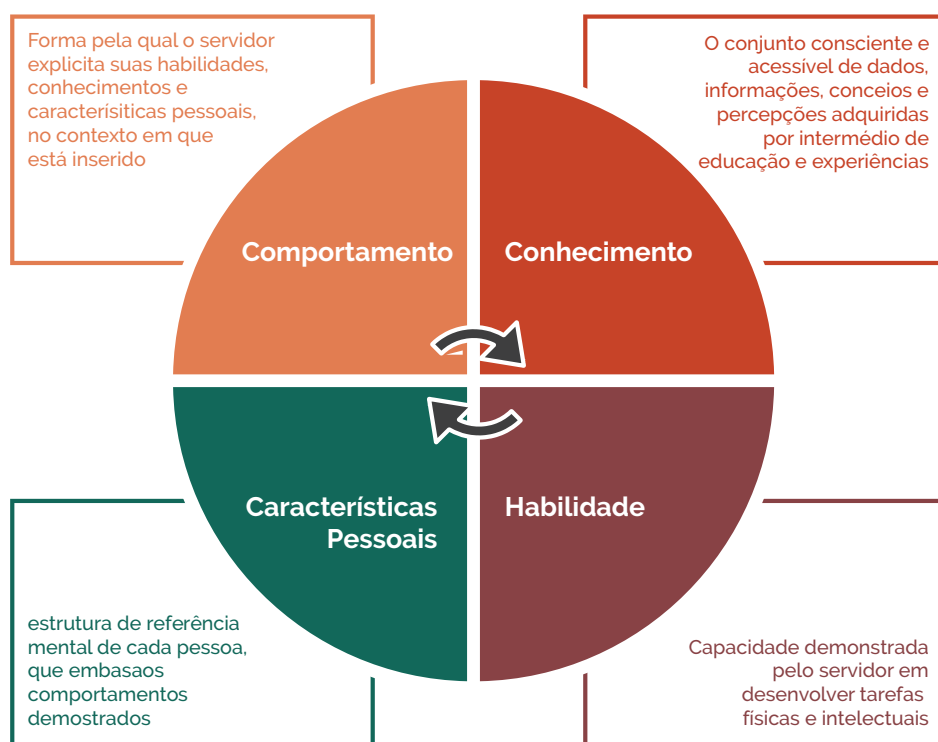 Forma pela qual o servidor
explicita suas habilidades,
conhecimentos e
caracterísiticas pessoais,
no contexto em que
está inserido
O conjunto consciente e
acessível de dados,
informações, conceios e
percepções adquiridas
por intermédio de
educação e experiências
Comportamento
Conhecimento
Características
Pessoais
Habilidade
estrutura de referência
mental de cada pessoa,
que embasaos
comportamentos
demostrados
Capacidade demonstrada
pelo servidor em
desenvolver tarefas
físicas e intelectuais